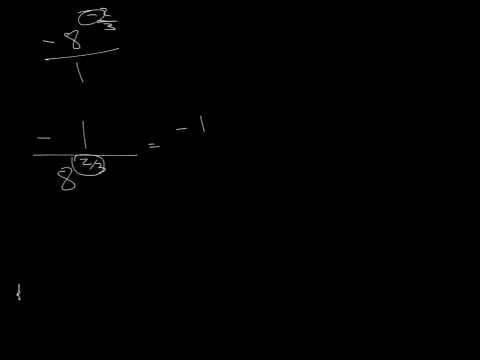 -8^(-2/3)
1
- 1
8^(2/3) = -1